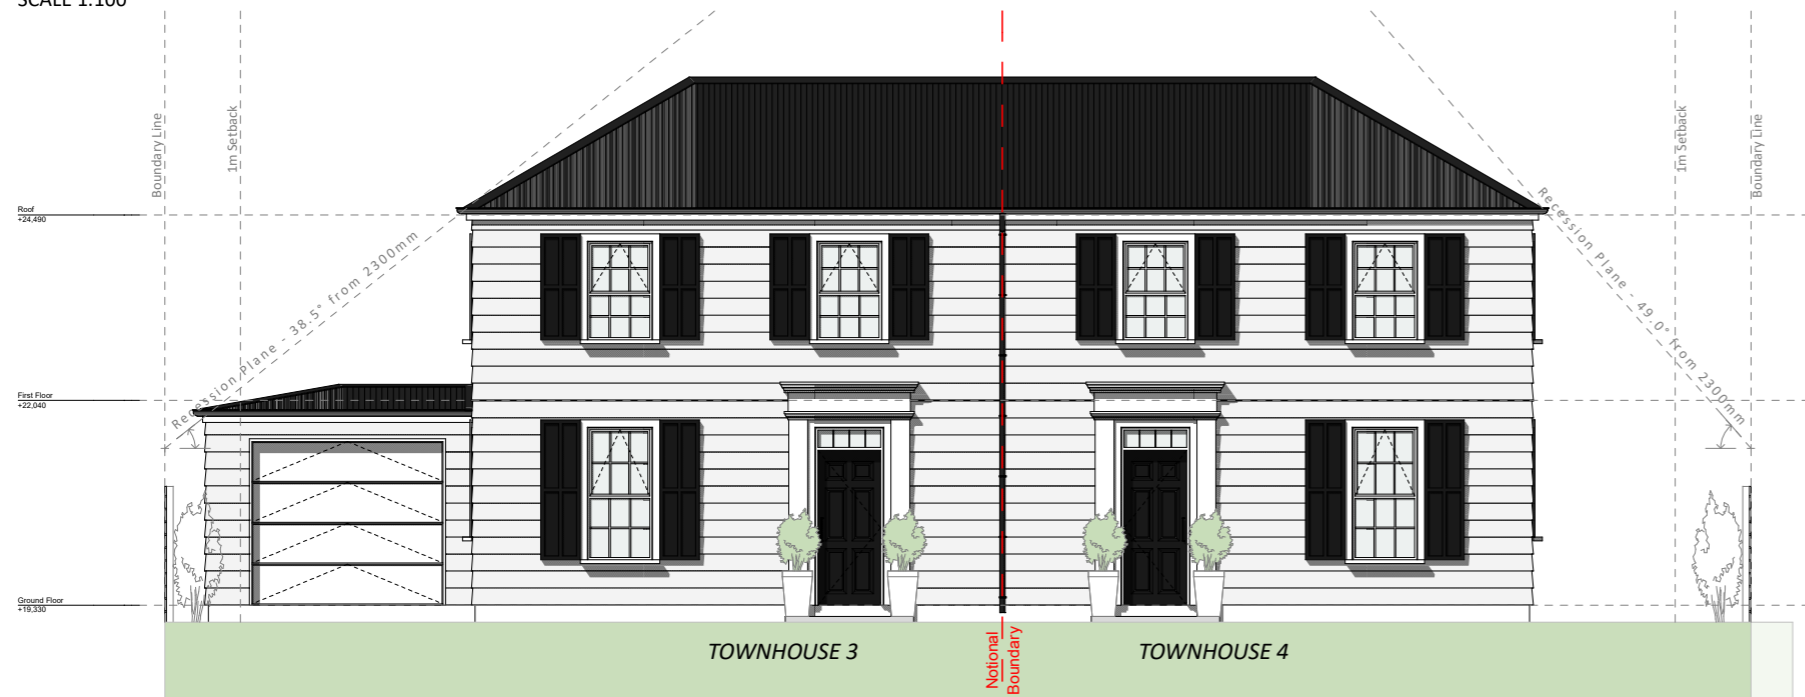 SCALE 1:100
Boundary Line
1m Setback
1m Setback
Boundary Line
Roof
+24,490
Recession Plane - 38.5° from 2300mm
Recession Plane - 49.0° from 2300mm
First Floor
+22,040
Ground Floor
+19,330
TOWNHOUSE 3
Notional
Boundary
TOWNHOUSE 4